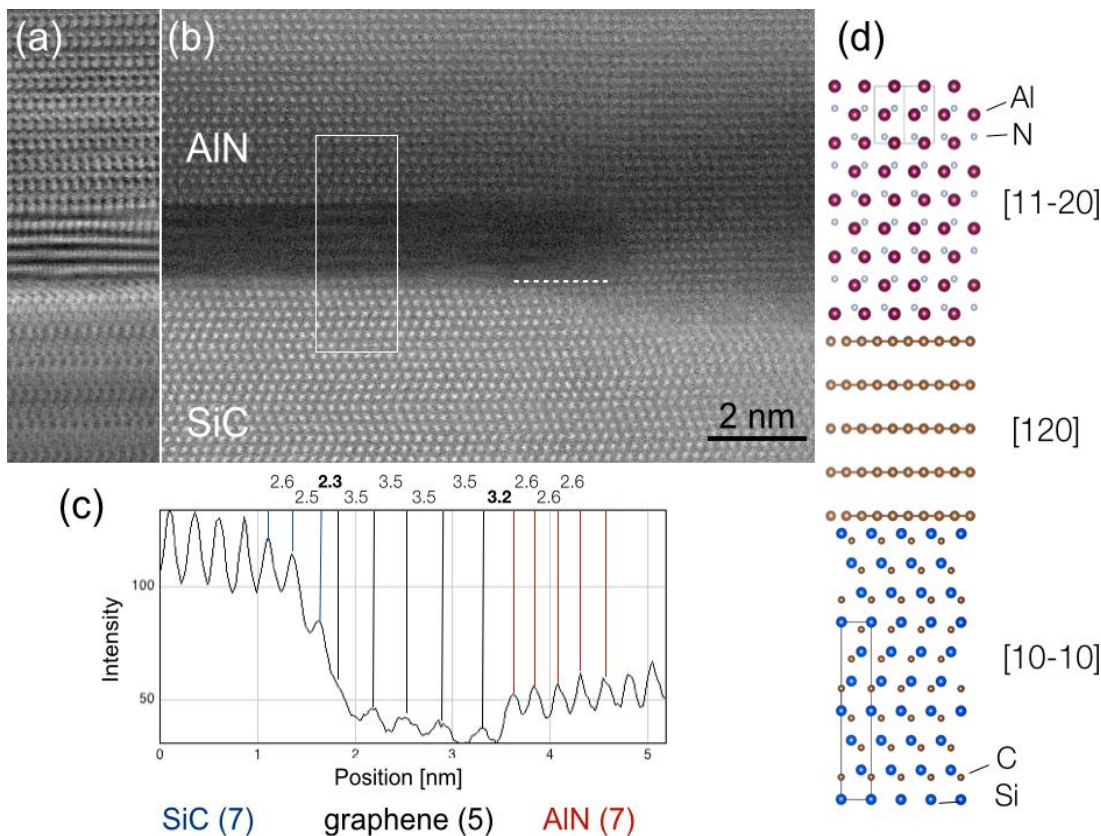 (a) (b) (d)
AlN
SiC
2 nm
Al
N
[11-20]
[120]
[10-10]
C
Si
(c)
2.6 2.3 3.5 3.5 2.6 2.6
2.5 3.5 3.5 3.2 2.6
100
50
Intensity
0 1 2 3 4 5
Position [nm]
SiC (7) graphene (5) AlN (7)